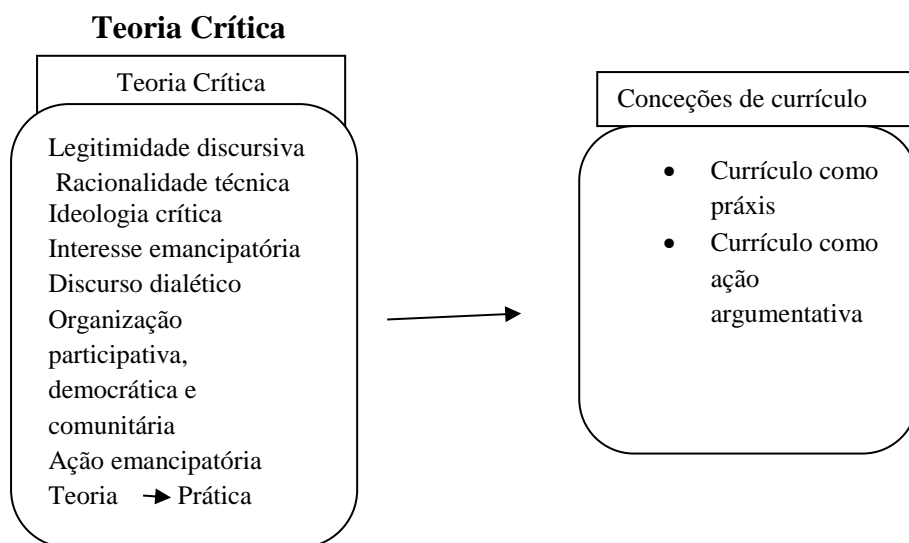 Teoria Crítica
Teoria Crítica
Legitimidade discursiva
Racionalidade técnica
Ideologia crítica
Interesse emancipatória
Discurso dialético
Organização
participativa,
democrática e
comunitária
Ação emancipatória
Teoria → Prática
Conceções de currículo
• Currículo como
práxis
• Currículo como
ação
argumentativa